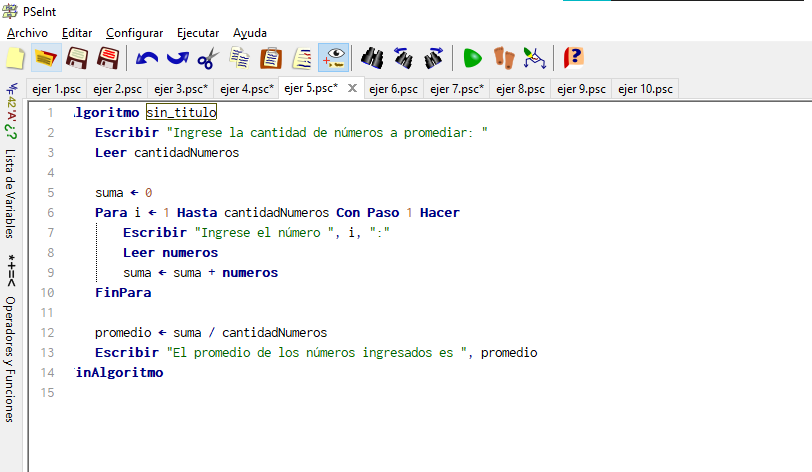 PSeInt
Archivo Editar Configurar Ejecutar Ayuda
ejer 1.psc ejer 2.psc ejer 3.psc* ejer 4.psc* ejer 5.psc* ejer 6.psc ejer 7.psc* ejer 8.psc ejer 9.psc ejer 10.psc
1 lgoritmo sin_titulo
2 Escribir "Ingrese la cantidad de números a promediar: "
3 Leer cantidadNumeros
4
5 suma ← 0
6 Para i ← 1 Hasta cantidadNumeros Con Paso 1 Hacer
7 Escribir "Ingrese el número ", i, ":"
8 Leer numeros
9 suma ← suma + numeros
10 FinPara
11
12 promedio ← suma / cantidadNumeros
13 Escribir "El promedio de los números ingresados es ", promedio
14 inAlgoritmo
15
Lista de Variables
*+=< Operadores y Funciones